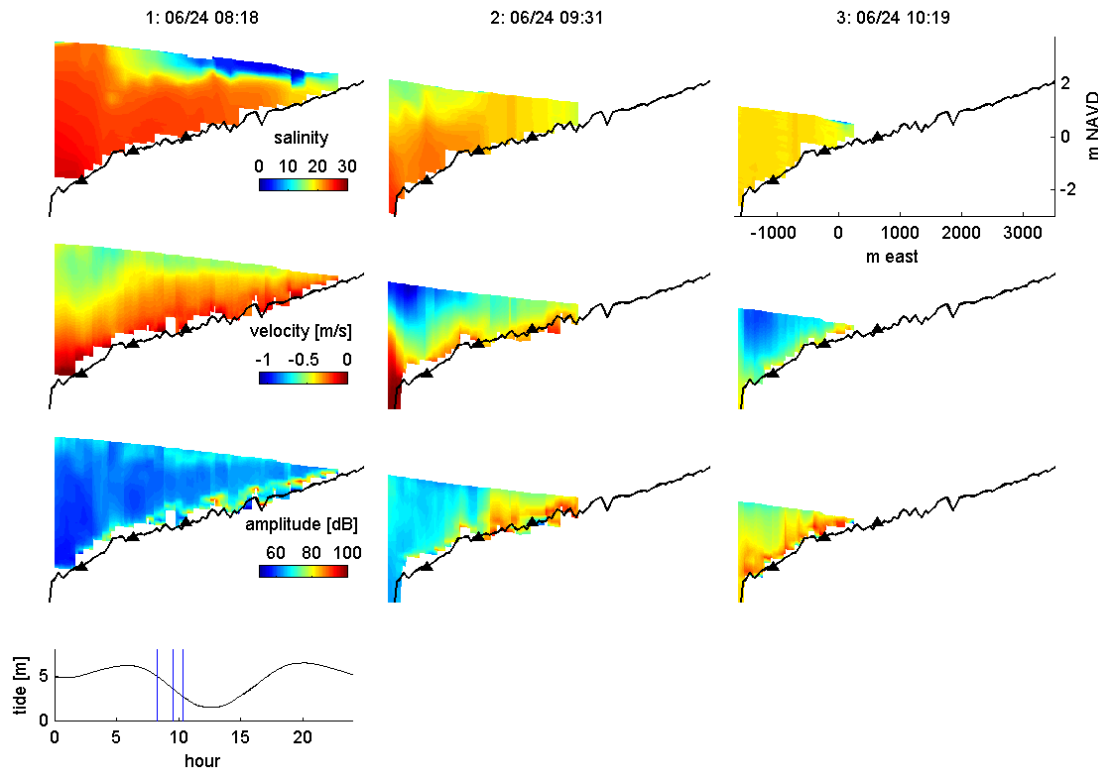 1: 06/24 08:18
2: 06/24 09:31
3: 06/24 10:19
salinity
0 10 20 30
2
0
-2
m NAVD
-1000 0 1000 2000 3000
m east
velocity [m/s]
-1 -0.5 0
amplitude [dB]
60 80 100
tide [m]
5
0
0 5 10 15 20
hour